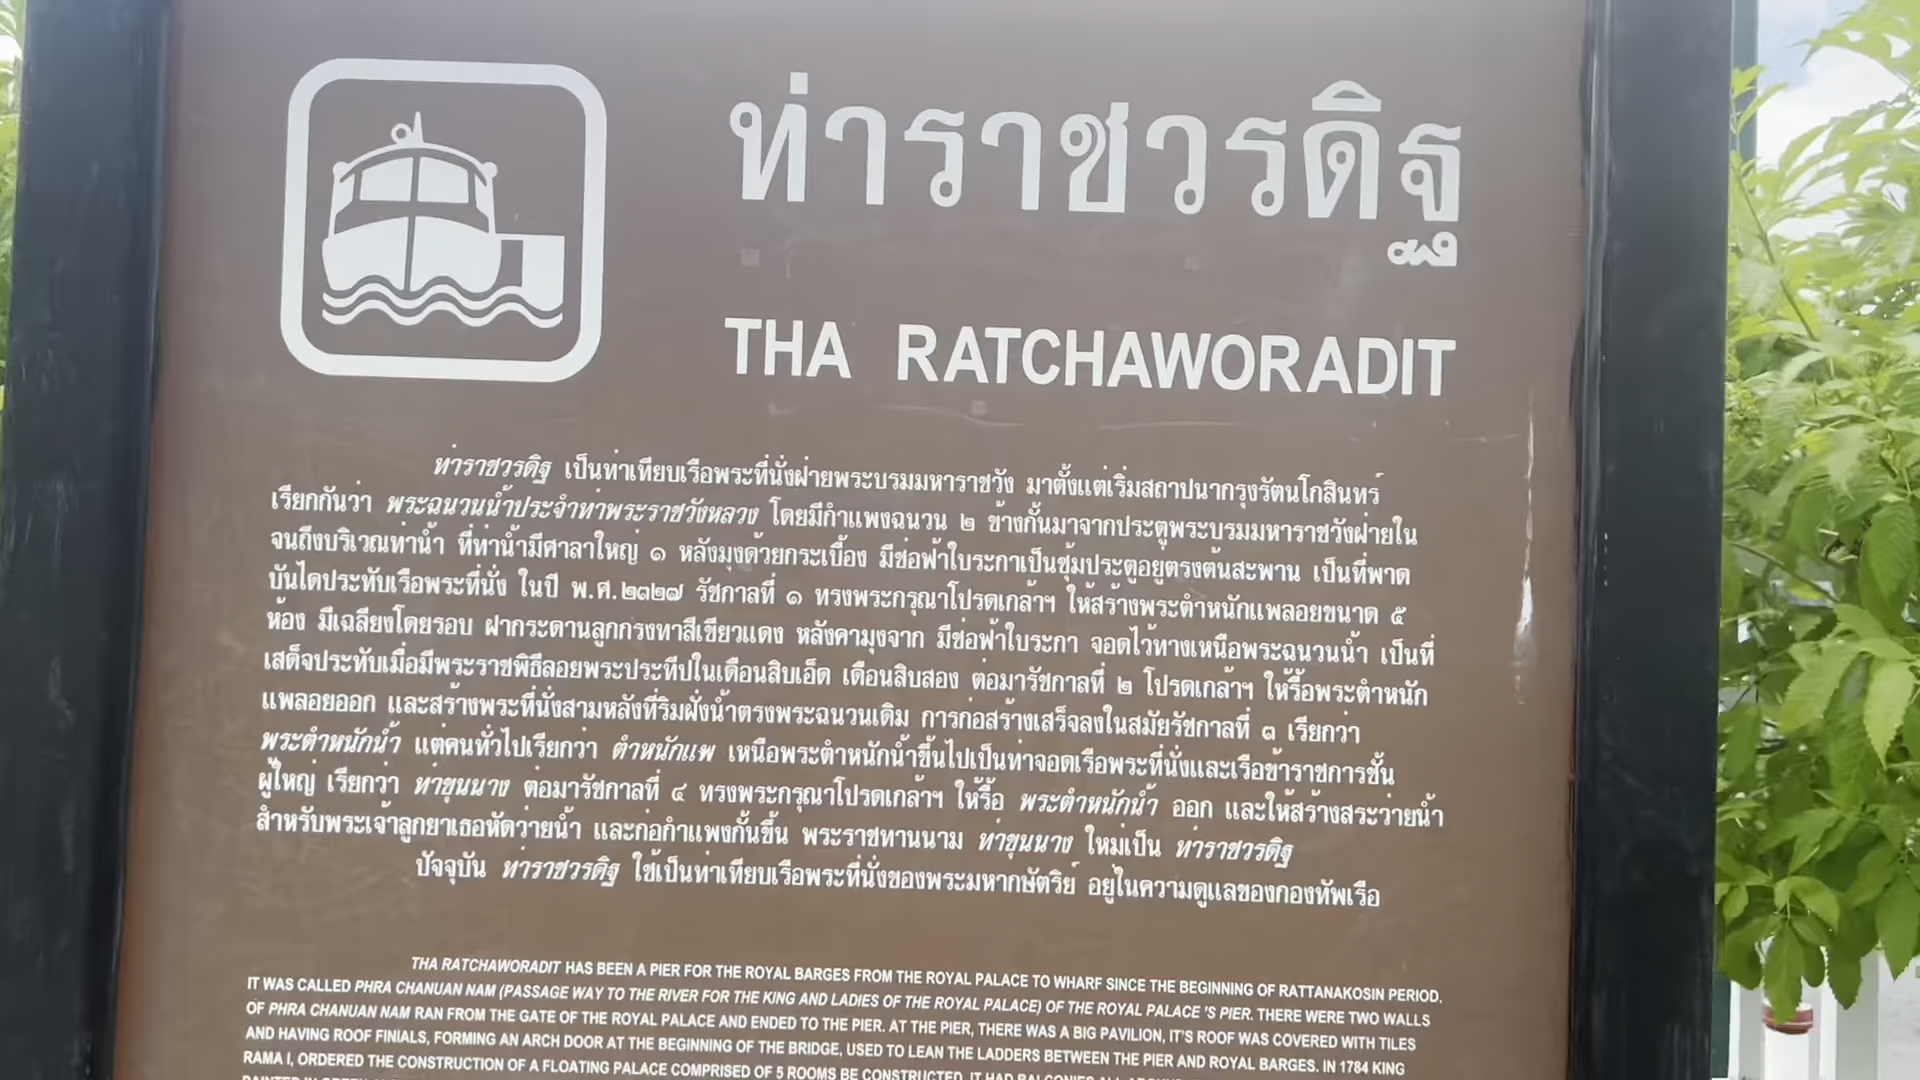 ท่าราชวรดิฐ
THA RATCHAWORADIT
ท่าราชวรดิฐ เป็นท่าเทียบเรือพระที่นั่งฝ่ายพระบรมมหาราชวัง มาตั้งแต่เริ่มสถาปนากรุงรัตนโกสินทร์
เรียกกันว่า พระฉนวนน้ำประจำท่าพระราชวังหลวง โดยมีกำแพงฉนวน ๒ ข้างกั้นมาจากประตูพระบรมมหาราชวังฝ่ายใน
จนถึงบริเวณท่าน้ำ ที่ท่าน้ำมีศาลาใหญ่ ๑ หลังมุงด้วยกระเบื้อง มีช่อฟ้าใบระกาเป็นซุ้มประตูอยู่ตรงต้นสะพาน เป็นที่พาด
บันไดประทับเรือพระที่นั่ง ในปี พ.ศ.๒๓๒๗ รัชกาลที่ ๑ ทรงพระกรุณาโปรดเกล้าฯ ให้สร้างพระตำหนักแพลอยขนาด ๕
ห้อง มีเฉลียงโดยรอบ ฝากระดานลูกกรงทาสีเขียวแดง หลังคามุงจาก มีช่อฟ้าใบระกา จอดไว้ทางเหนือพระฉนวนน้ำ เป็นที่
เสด็จประทับเมื่อมีพระราชพิธีลอยพระประทีปในเดือนสิบเอ็ด เดือนสิบสอง ต่อมารัชกาลที่ ๒ โปรดเกล้าฯ ให้รื้อพระตำหนัก
แพลอยออก และสร้างพระที่นั่งสามหลังที่ริมฝั่งน้ำตรงพระฉนวนเดิม การก่อสร้างเสร็จลงในสมัยรัชกาลที่ ๓ เรียกว่า
พระตำหนักน้ำ แต่คนทั่วไปเรียกว่า ตำหนักแพ เหนือพระตำหนักน้ำขึ้นไปเป็นท่าจอดเรือพระที่นั่งและเรือข้าราชการชั้น
ผู้ใหญ่ เรียกว่า ท่าขุนนาง ต่อมารัชกาลที่ ๔ ทรงพระกรุณาโปรดเกล้าฯ ให้รื้อ พระตำหนักน้ำ ออก และให้สร้างสระว่ายน้ำ
สำหรับพระเจ้าลูกยาเธอหัดว่ายน้ำ และก่อกำแพงกั้นขึ้น พระราชทานนาม ท่าขุนนาง ใหม่เป็น ท่าราชวรดิฐ
ปัจจุบัน ท่าราชวรดิฐ ใช้เป็นท่าเทียบเรือพระที่นั่งของพระมหากษัตริย์ อยู่ในความดูแลของกองทัพเรือ
THA RATCHAWORADIT HAS BEEN A PIER FOR THE ROYAL BARGES FROM THE ROYAL PALACE TO WHARF SINCE THE BEGINNING OF RATTANAKOSIN PERIOD.
IT WAS CALLED PHRA CHANUAN NAM (PASSAGE WAY TO THE RIVER FOR THE KING AND LADIES OF THE ROYAL PALACE) OF THE ROYAL PALACE 'S PIER. THERE WERE TWO WALLS
OF PHRA CHANUAN NAM RAN FROM THE GATE OF THE ROYAL PALACE AND ENDED TO THE PIER. AT THE PIER, THERE WAS A BIG PAVILION, IT'S ROOF WAS COVERED WITH TILES
AND HAVING ROOF FINIALS, FORMING AN ARCH DOOR AT THE BEGINNING OF THE BRIDGE, USED TO LEAN THE LADDERS BETWEEN THE PIER AND ROYAL BARGES. IN 1784 KING
RAMA I, ORDERED THE CONSTRUCTION OF A FLOATING PALACE COMPRISED OF 5 ROOMS BE CONSTRUCTED. IT HAD BALCONIES ALL